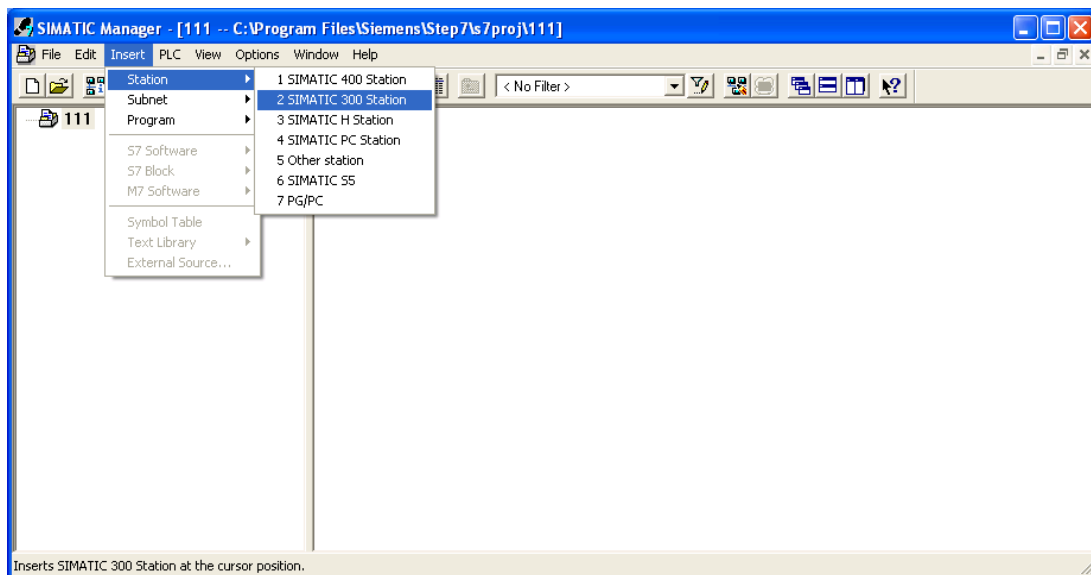 SIMATIC Manager - [111 -- C:\Program Files\Siemens\Step7\s7proj\111]
File Edit Insert PLC View Options Window Help
< No Filter >
111
Station
Subnet
Program
S7 Software
S7 Block
M7 Software
Symbol Table
Text Library
External Source...
1 SIMATIC 400 Station
2 SIMATIC 300 Station
3 SIMATIC H Station
4 SIMATIC PC Station
5 Other station
6 SIMATIC S5
7 PG/PC
Inserts SIMATIC 300 Station at the cursor position.